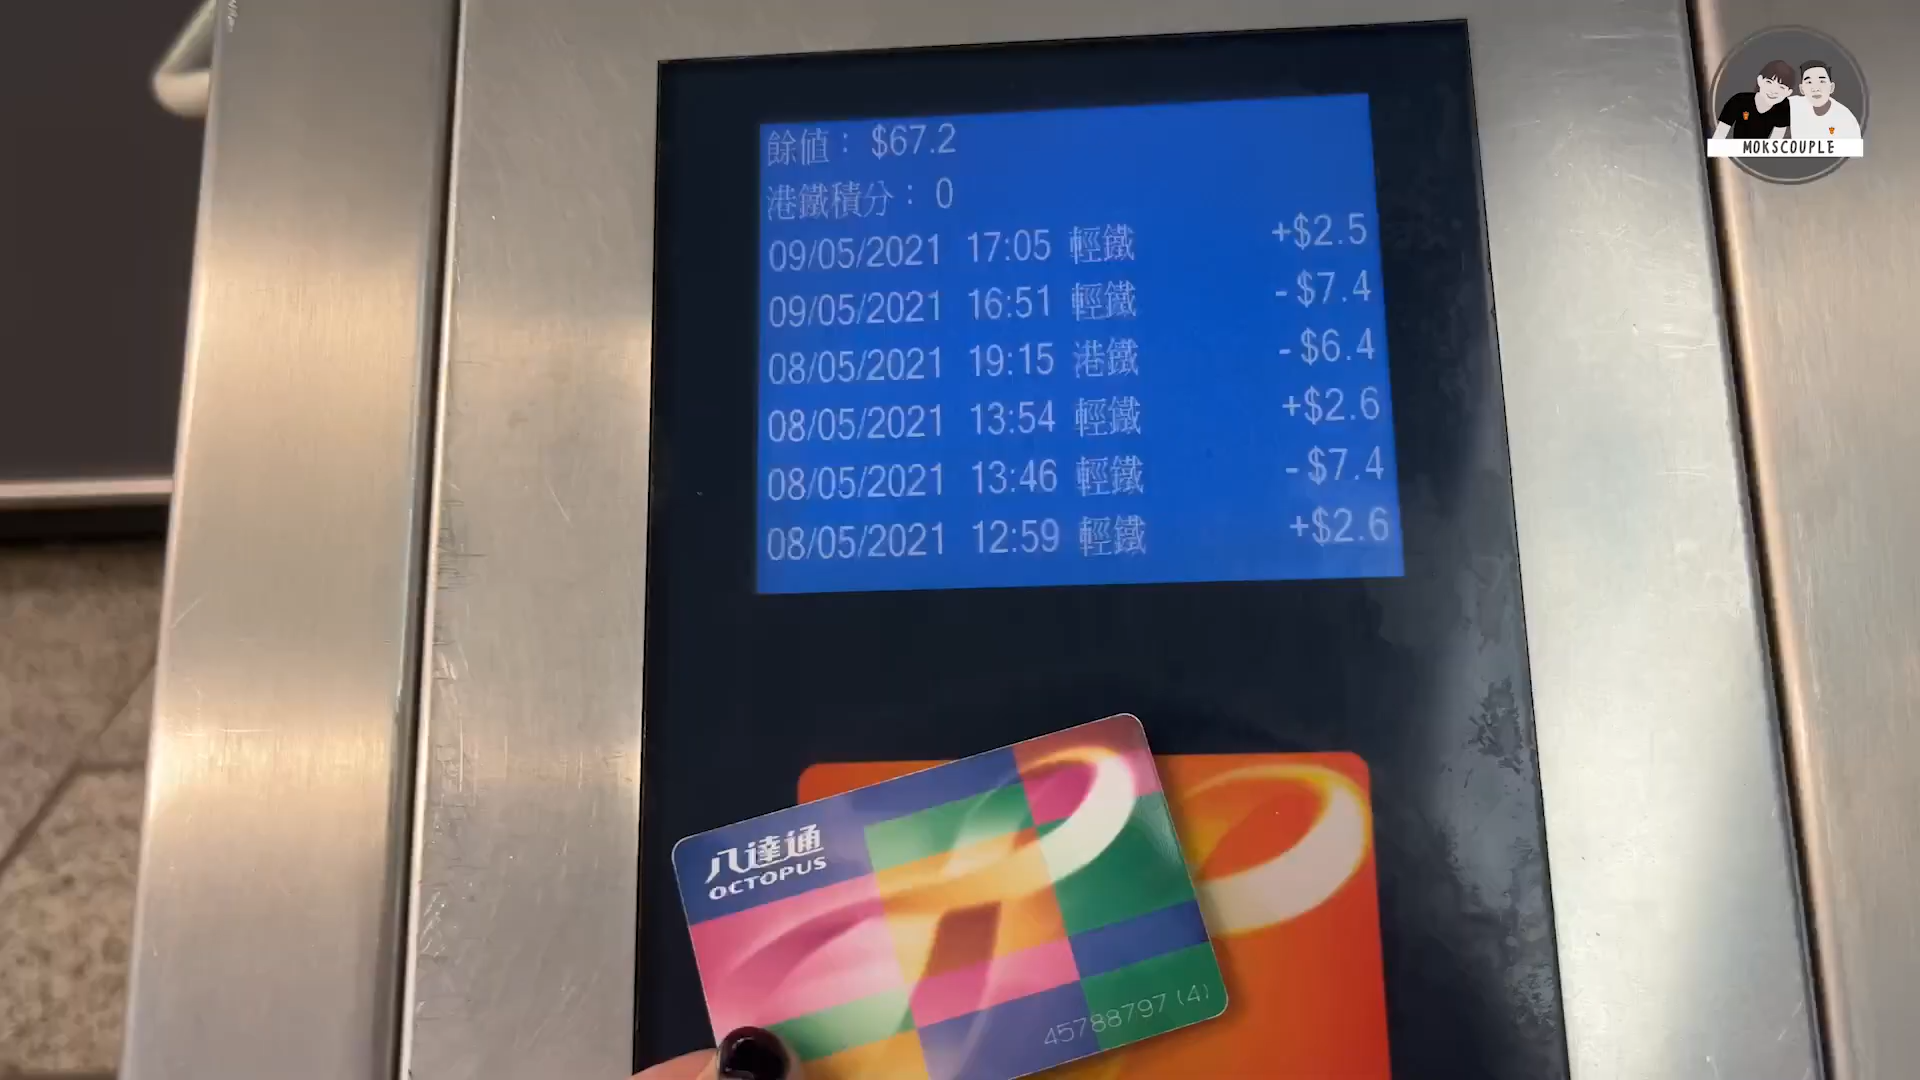 MOKSCOUPLE
餘值： $67.2
港鐵積分： 0
09/05/2021 17:05 輕鐵 +$2.5
09/05/2021 16:51 輕鐵 -$7.4
08/05/2021 19:15 港鐵 -$6.4
08/05/2021 13:54 輕鐵 +$2.6
08/05/2021 13:46 輕鐵 -$7.4
08/05/2021 12:59 輕鐵 +$2.6
八達通
OCTOPUS
45788797 (4)